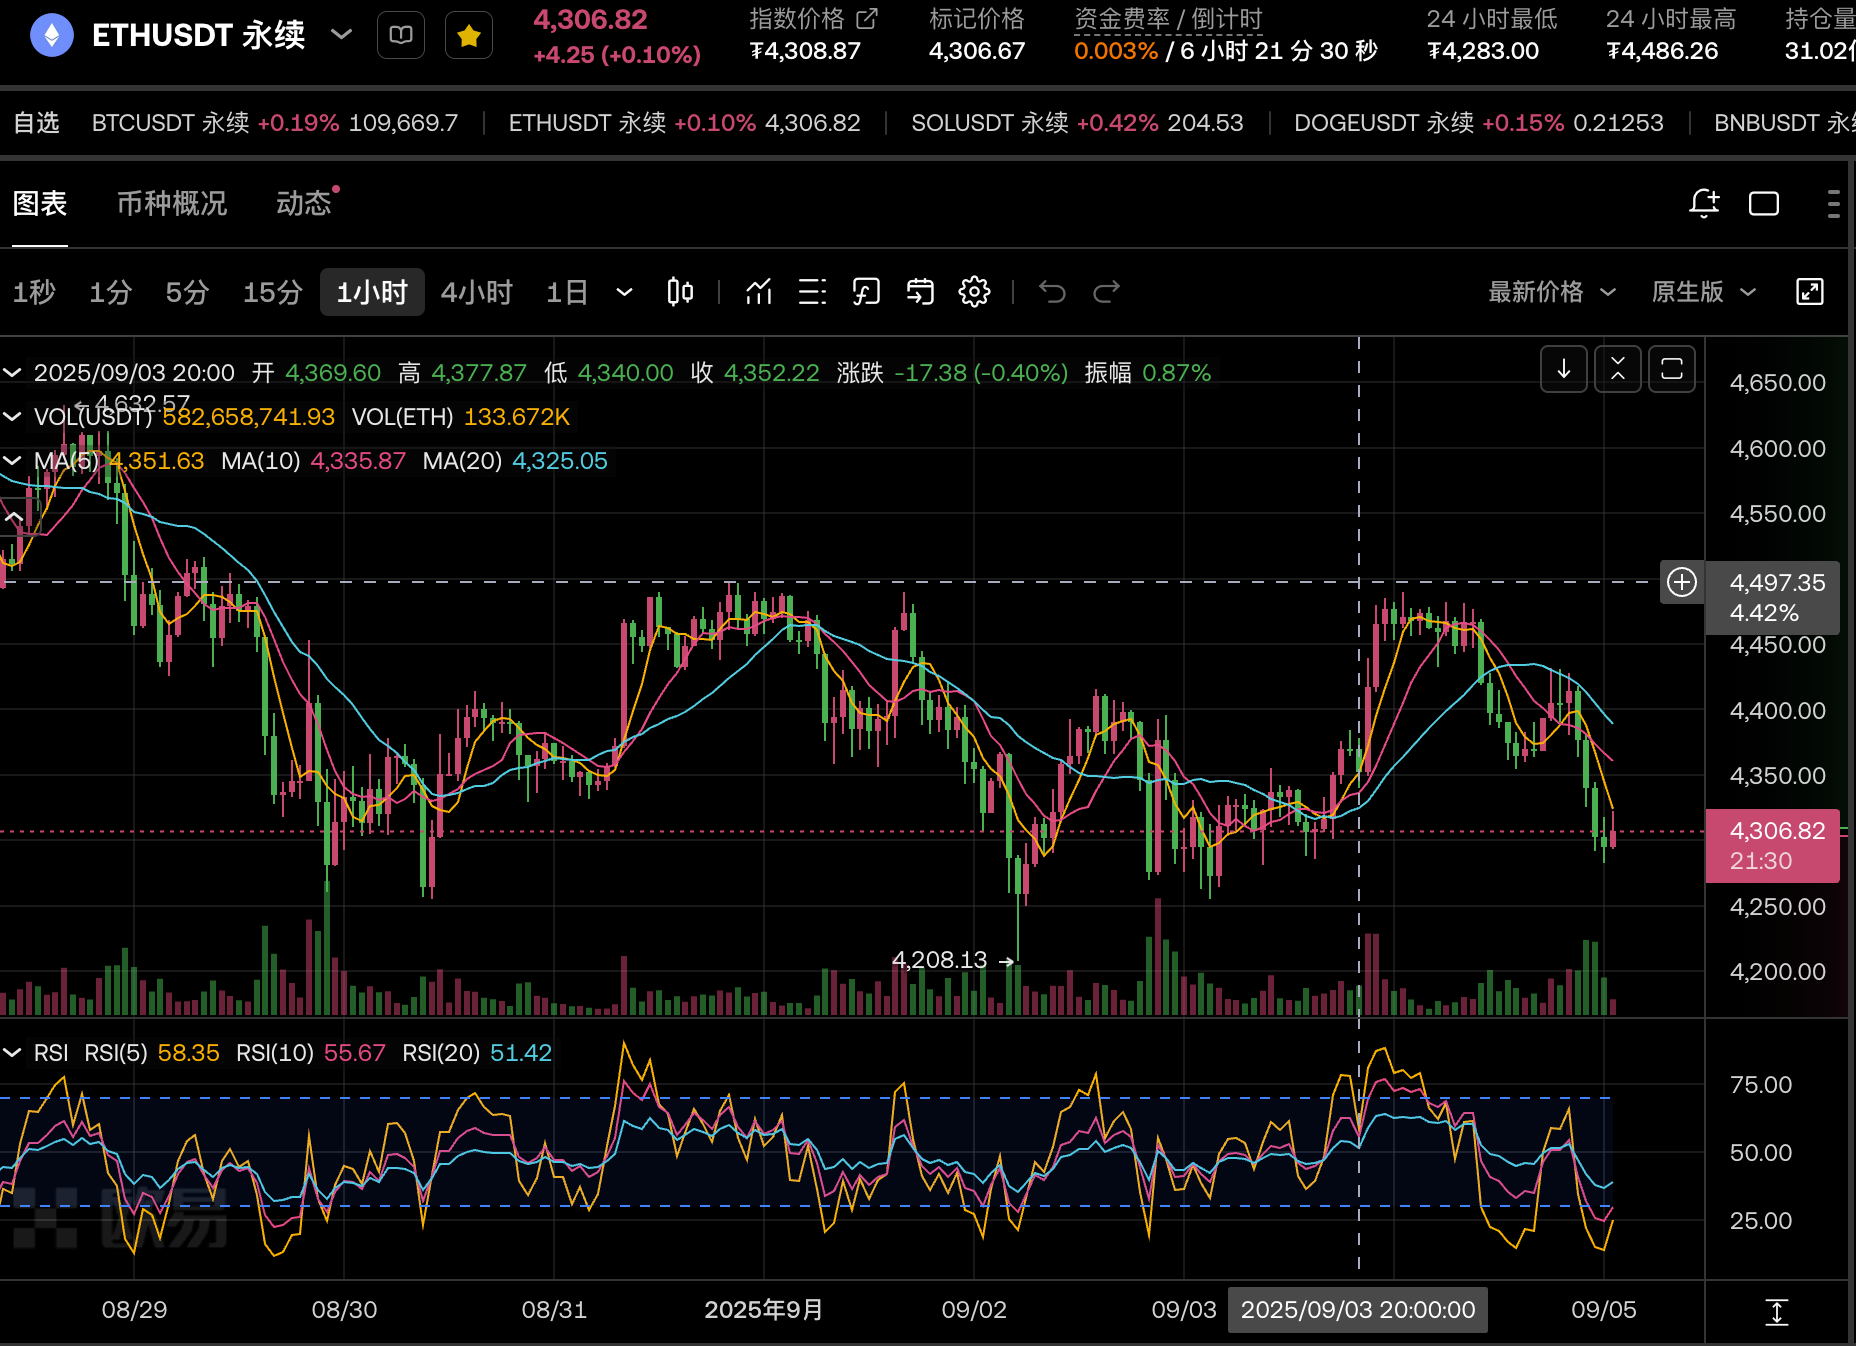 ETHUSDT 永续
4,306.82
+4.25 (+0.10%)
指数价格
₮4,308.87
标记价格
4,306.67
资金费率 / 倒计时
0.003% / 6 小时 21 分 30 秒
24 小时最低
₮4,283.00
24 小时最高
₮4,486.26
持仓量
31.02亿
自选 BTCUSDT 永续 +0.19% 109,669.7 ETHUSDT 永续 +0.10% 4,306.82 SOLUSDT 永续 +0.42% 204.53 DOGEUSDT 永续 +0.15% 0.21253 BNBUSDT 永续
图表 币种概况 动态
1秒 1分 5分 15分 1小时 4小时 1日 最新价格 原生版
2025/09/03 20:00 开 4,369.60 高 4,377.87 低 4,340.00 收 4,352.22 涨跌 -17.38 (-0.40%) 振幅 0.87%
4,632.57
VOL(USDT) 582,658,741.93 VOL(ETH) 133.672K
MA(5) 4,351.63 MA(10) 4,335.87 MA(20) 4,325.05
4,650.00
4,600.00
4,550.00
4,497.35
4.42%
4,450.00
4,400.00
4,350.00
4,306.82
21:30
4,250.00
4,208.13
4,200.00
RSI RSI(5) 58.35 RSI(10) 55.67 RSI(20) 51.42
75.00
50.00
25.00
欧易
08/29 08/30 08/31 2025年9月 09/02 09/03 2025/09/03 20:00:00 09/05